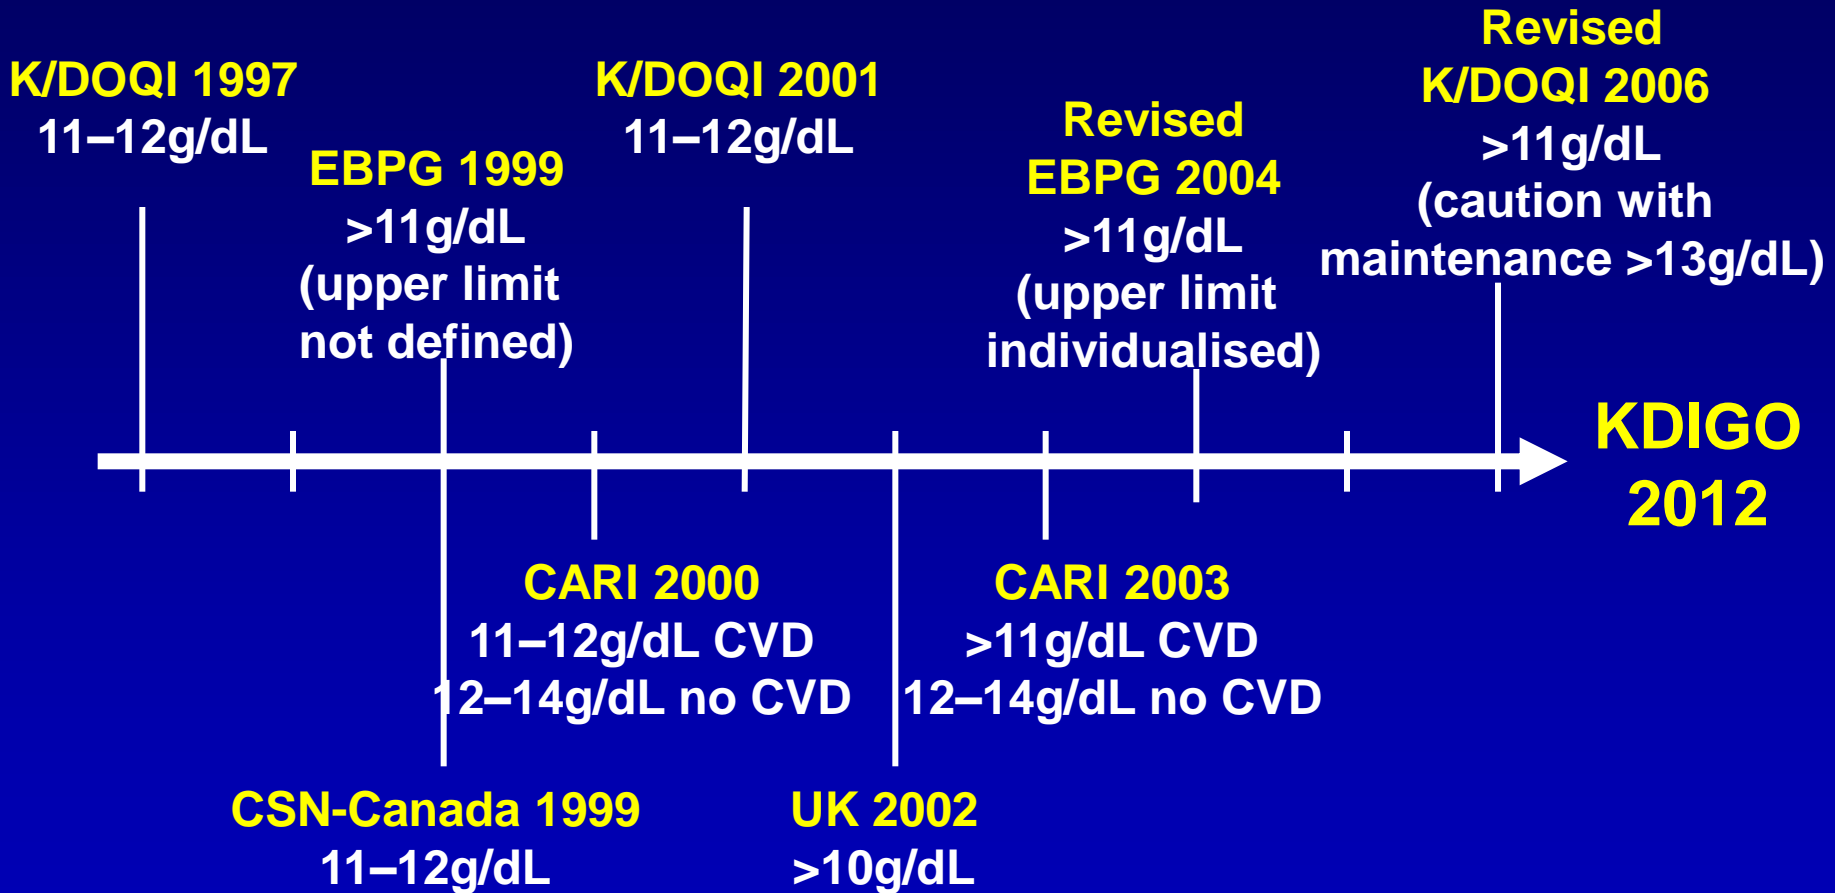 K/DOQI 1997
11–12g/dL
EBPG 1999
>11g/dL
(upper limit
not defined)
K/DOQI 2001
11–12g/dL
Revised
EBPG 2004
>11g/dL
(upper limit
individualised)
Revised
K/DOQI 2006
>11g/dL
(caution with
maintenance >13g/dL)
KDIGO
2012
CARI 2000
11–12g/dL CVD
12–14g/dL no CVD
CARI 2003
>11g/dL CVD
12–14g/dL no CVD
CSN-Canada 1999
11–12g/dL
UK 2002
>10g/dL